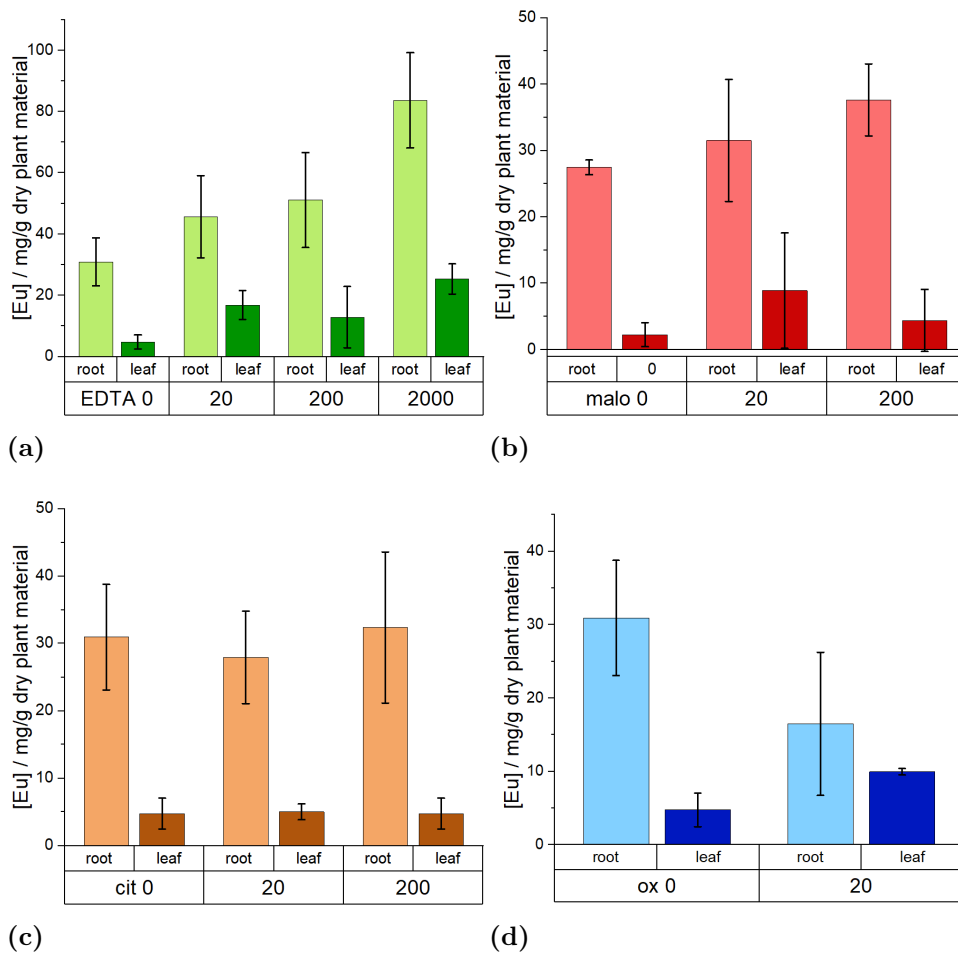 [Eu] / mg/g dry plant material
100
80
60
40
20
0
root leaf root leaf root leaf root leaf
EDTA 0 20 200 2000
(a)
[Eu] / mg/g dry plant material
50
40
30
20
10
0
root 0 root leaf root leaf
malo 0 20 200
(b)
[Eu] / mg/g dry plant material
50
40
30
20
10
0
root leaf root leaf root leaf
cit 0 20 200
(c)
[Eu] / mg/g dry plant material
40
30
20
10
0
root leaf root leaf
ox 0 20
(d)